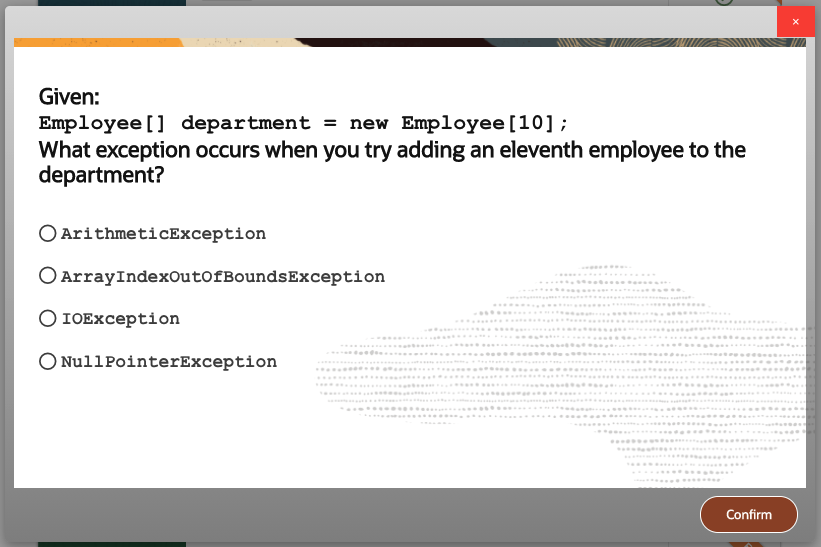 ×
Given:
Employee[] department = new Employee[10];
What exception occurs when you try adding an eleventh employee to the
department?
ArithmeticException
ArrayIndexOutOfBoundsException
IOException
NullPointerException
Confirm